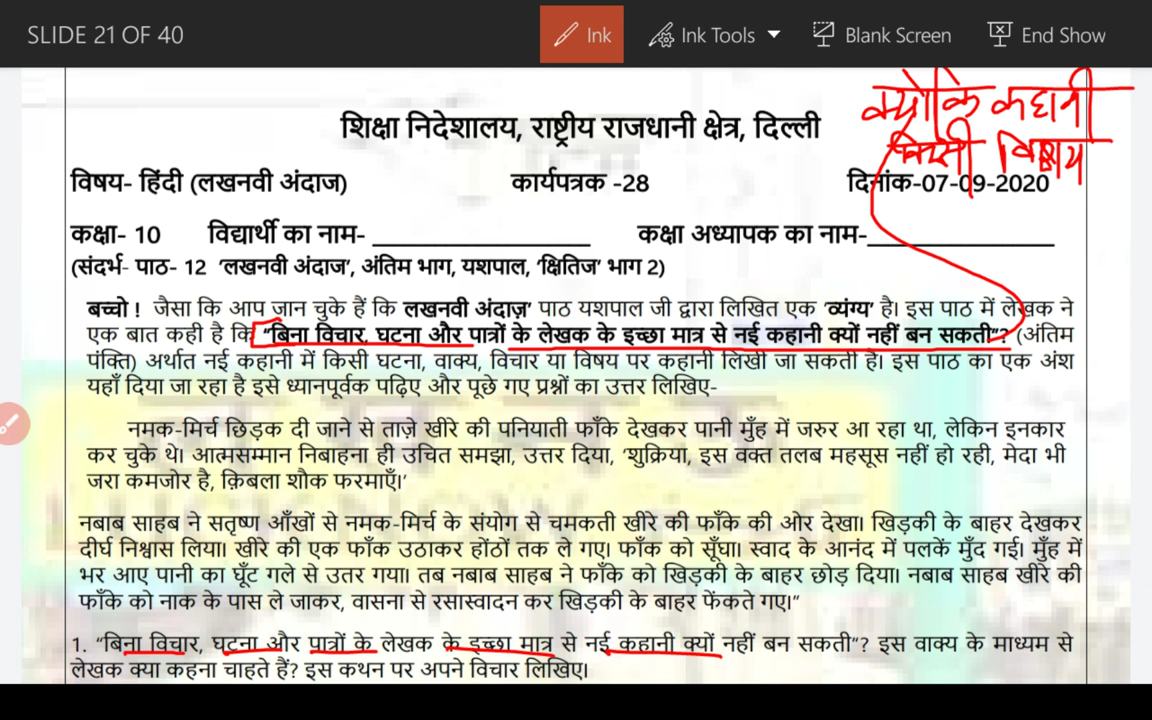 SLIDE 21 OF 40 Ink Ink Tools Blank Screen End Show
क्योकि कहानी
किसी विषय
शिक्षा निदेशालय, राष्ट्रीय राजधानी क्षेत्र, दिल्ली
विषय- हिंदी (लखनवी अंदाज) कार्यपत्रक -28 दिनांक-07-09-2020
कक्षा- 10 विद्यार्थी का नाम- ________________ कक्षा अध्यापक का नाम-______________
(संदर्भ- पाठ- 12 'लखनवी अंदाज', अंतिम भाग, यशपाल, 'क्षितिज' भाग 2)
बच्चो ! जैसा कि आप जान चुके हैं कि लखनवी अंदाज़' पाठ यशपाल जी द्वारा लिखित एक 'व्यंग्य' है। इस पाठ में लेखक ने
एक बात कही है कि "बिना विचार, घटना और पात्रों के लेखक के इच्छा मात्र से नई कहानी क्यों नहीं बन सकती"? (अंतिम
पंक्ति) अर्थात नई कहानी में किसी घटना, वाक्य, विचार या विषय पर कहानी लिखी जा सकती है। इस पाठ का एक अंश
यहाँ दिया जा रहा है इसे ध्यानपूर्वक पढ़िए और पूछे गए प्रश्नों का उत्तर लिखिए-
नमक-मिर्च छिड़क दी जाने से ताज़े खीरे की पनियाती फाँके देखकर पानी मुँह में जरुर आ रहा था, लेकिन इनकार
कर चुके थे। आत्मसम्मान निबाहना ही उचित समझा, उत्तर दिया, 'शुक्रिया, इस वक्त तलब महसूस नहीं हो रही, मेदा भी
जरा कमजोर है, क़िबला शौक फरमाएँ।'
नबाब साहब ने सतृष्ण आँखों से नमक-मिर्च के संयोग से चमकती खीरे की फाँके की ओर देखा। खिड़की के बाहर देखकर
दीर्घ निश्वास लिया। खीरे की एक फाँक उठाकर होंठों तक ले गए। फाँक को सूँघा। स्वाद के आनंद में पलकें मुँद गई। मुँह में
भर आए पानी का घूँट गले से उतर गया। तब नबाब साहब ने फाँक को खिड़की के बाहर छोड़ दिया। नबाब साहब खीरे की
फाँके को नाक के पास ले जाकर, वासना से रसास्वादन कर खिड़की के बाहर फेंकते गए।"
1. "बिना विचार, घटना और पात्रों के लेखक के इच्छा मात्र से नई कहानी क्यों नहीं बन सकती"? इस वाक्य के माध्यम से
लेखक क्या कहना चाहते हैं? इस कथन पर अपने विचार लिखिए।